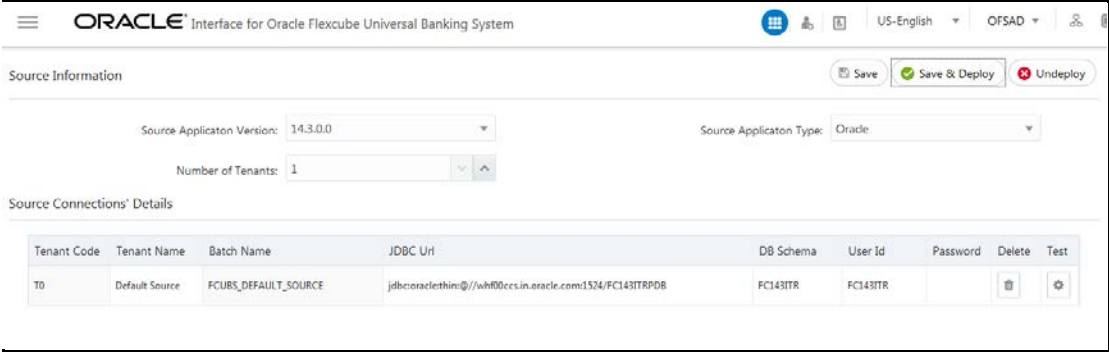 ORACLE Interface for Oracle Flexcube Universal Banking System US-English OFSAD
Source Information Save Save & Deploy Undeploy
Source Applicaton Version: 14.3.0.0 Source Applicaton Type: Oracle
Number of Tenants: 1
Source Connections' Details
Tenant Code Tenant Name Batch Name JDBC Url DB Schema User Id Password Delete Test
T0 Default Source FCUBS_DEFAULT_SOURCE jdbc:oracle:thin:@//whf00ccs.in.oracle.com:1524/FC143ITRPDB FC143ITR FC143ITR